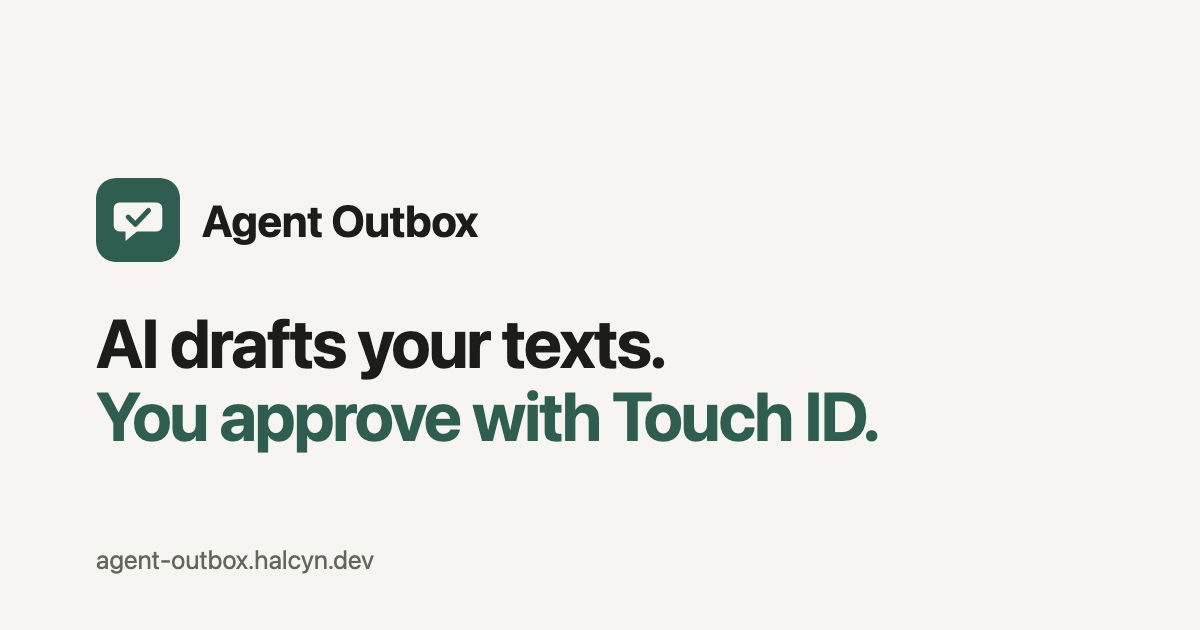 Agent Outbox
AI drafts your texts.
You approve with Touch ID.
agent-outbox.halcyn.dev